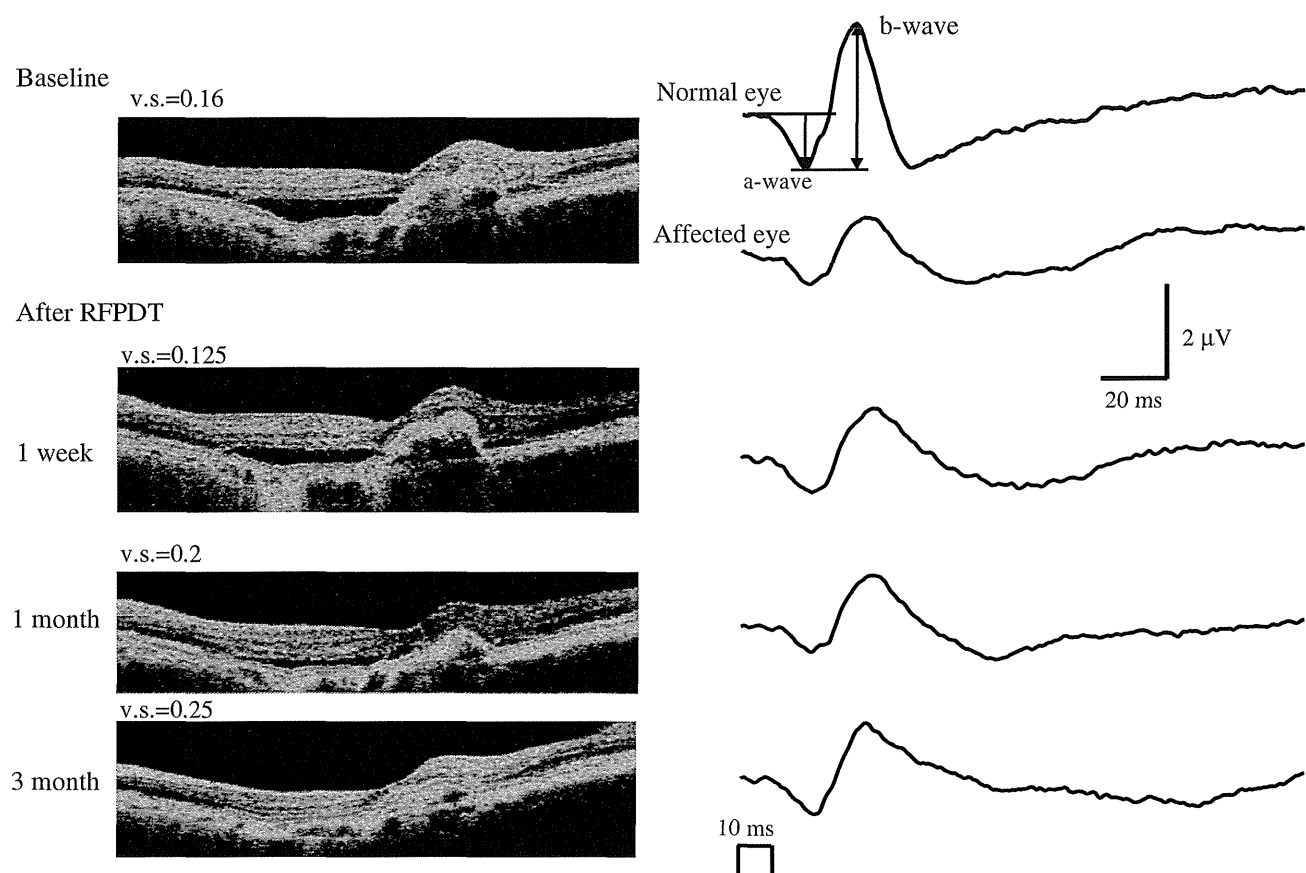 Baseline
v.s.=0.16
b-wave
Normal eye
a-wave
Affected eye
After RFPDT
2 μV
20 ms
v.s.=0.125
1 week
v.s.=0.2
1 month
v.s.=0.25
3 month
10 ms